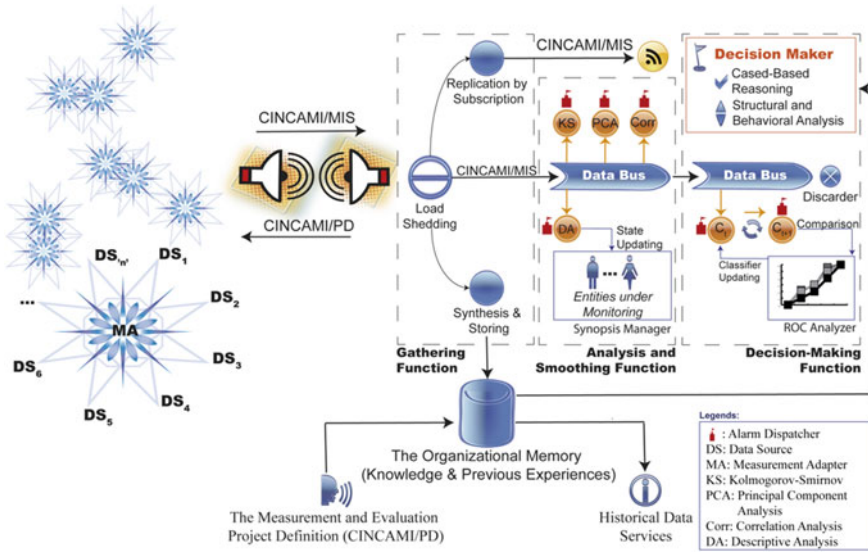 CINCAMI/MIS
CINCAMI/PD
DS'n'
DS1
...
MA
DS2
DS6
DS3
DS5
DS4
Replication by
Subscription
CINCAMI/MIS
Load
Shedding
CINCAMI/MIS
Synthesis &
Storing
Gathering
Function
KS
PCA
Corr
Data Bus
DA
State
Updating
...
Entities under
Monitoring
Synopsis Manager
Analysis and
Smoothing Function
Decision Maker
Cased-Based
Reasoning
Structural and
Behavioral Analysis
Data Bus
Discarder
Ci
Ci+1
Comparison
Classifier
Updating
ROC Analyzer
Decision-Making
Function
The Organizational Memory
(Knowledge & Previous Experiences)
The Measurement and Evaluation
Project Definition (CINCAMI/PD)
Historical Data
Services
Legends:
: Alarm Dispatcher
DS: Data Source
MA: Measurement Adapter
KS: Kolmogorov-Smirnov
PCA: Principal Component
Analysis
Corr: Correlation Analysis
DA: Descriptive Analysis